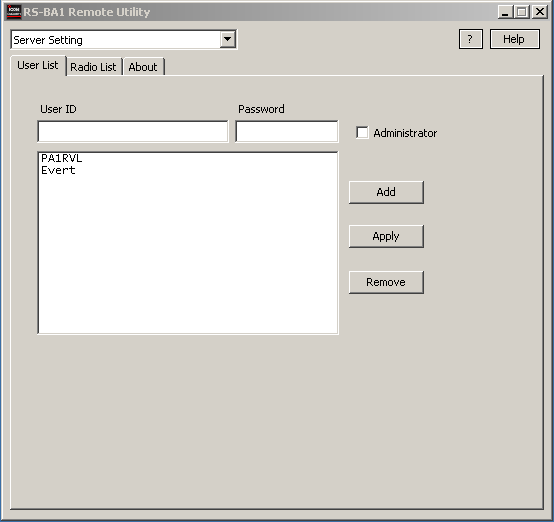 ICOM RS-BA1 Remote Utility
Server Setting
? Help
User List Radio List About
User ID Password
Administrator
PA1RVL
Evert
Add
Apply
Remove